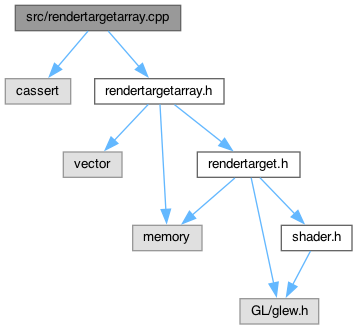 src/rendertargetarray.cpp
cassert
rendertargetarray.h
vector
rendertarget.h
memory
shader.h
GL/glew.h